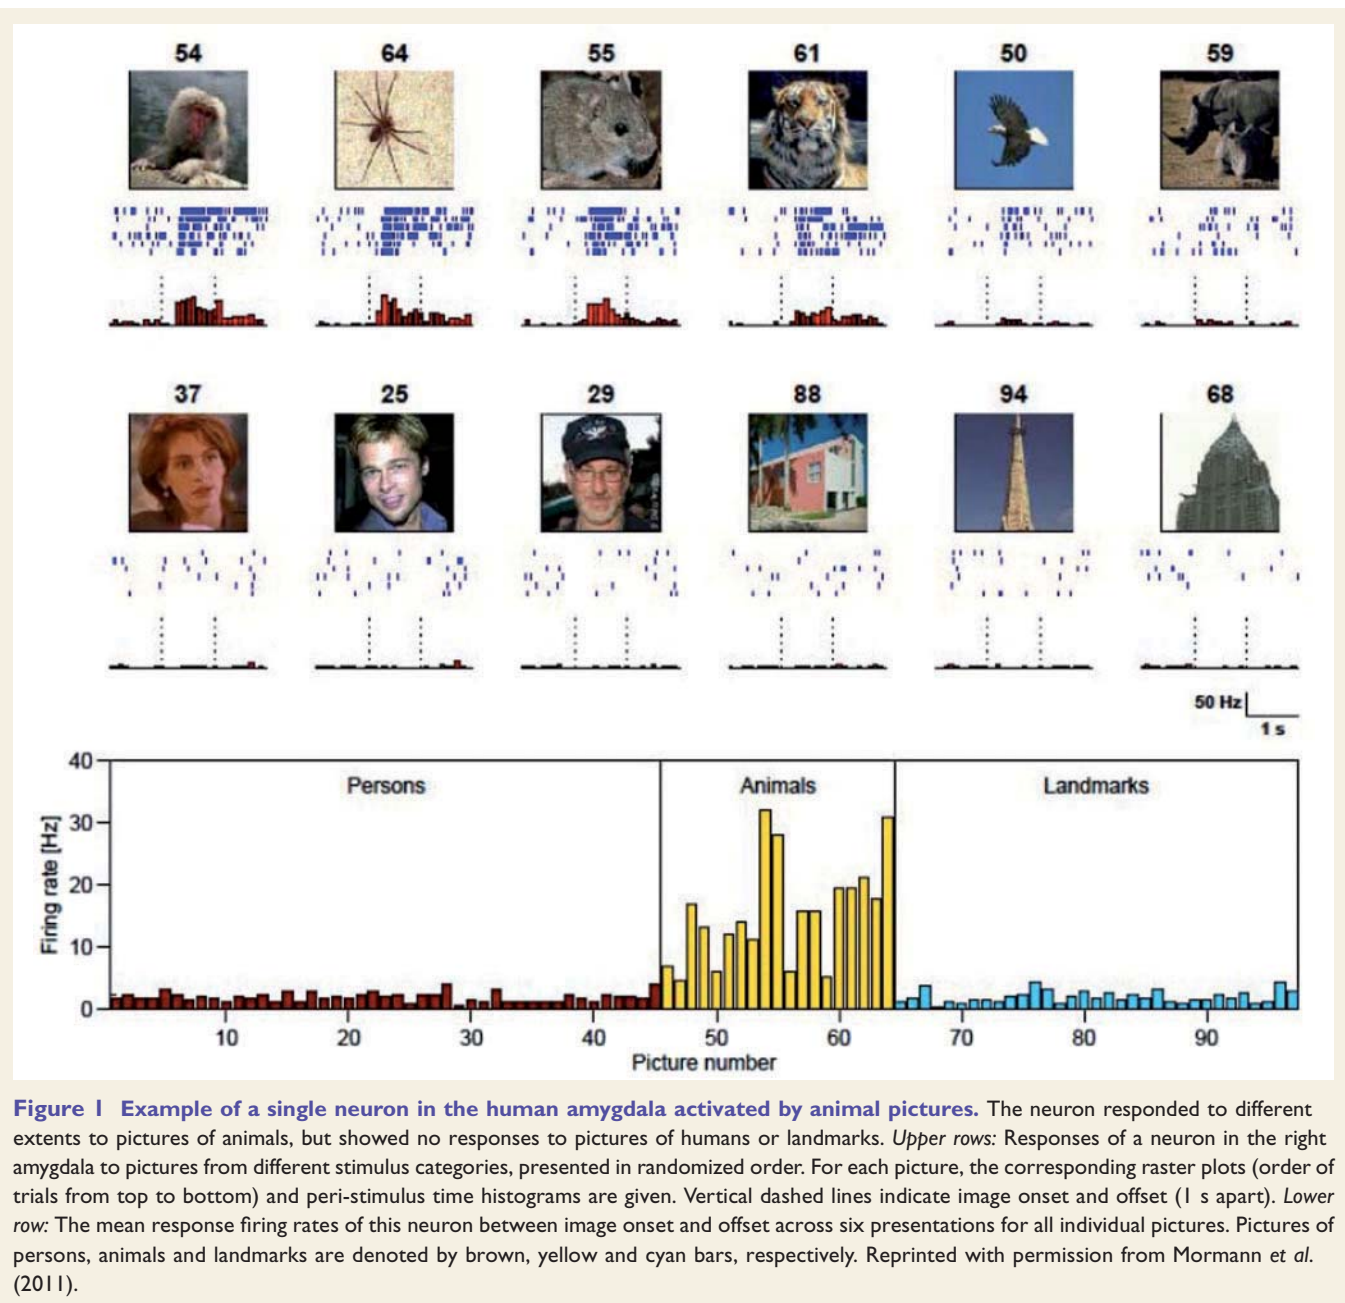 54 64 55 61 50 59
37 25 29 88 94 68
50 Hz
1 s
40
30
20
10
0
Firing rate [Hz]
Persons Animals Landmarks
10 20 30 40 50 60 70 80 90
Picture number
Figure 1 Example of a single neuron in the human amygdala activated by animal pictures. The neuron responded to different
extents to pictures of animals, but showed no responses to pictures of humans or landmarks. Upper rows: Responses of a neuron in the right
amygdala to pictures from different stimulus categories, presented in randomized order. For each picture, the corresponding raster plots (order of
trials from top to bottom) and peri-stimulus time histograms are given. Vertical dashed lines indicate image onset and offset (1 s apart). Lower
row: The mean response firing rates of this neuron between image onset and offset across six presentations for all individual pictures. Pictures of
persons, animals and landmarks are denoted by brown, yellow and cyan bars, respectively. Reprinted with permission from Mormann et al.
(2011).